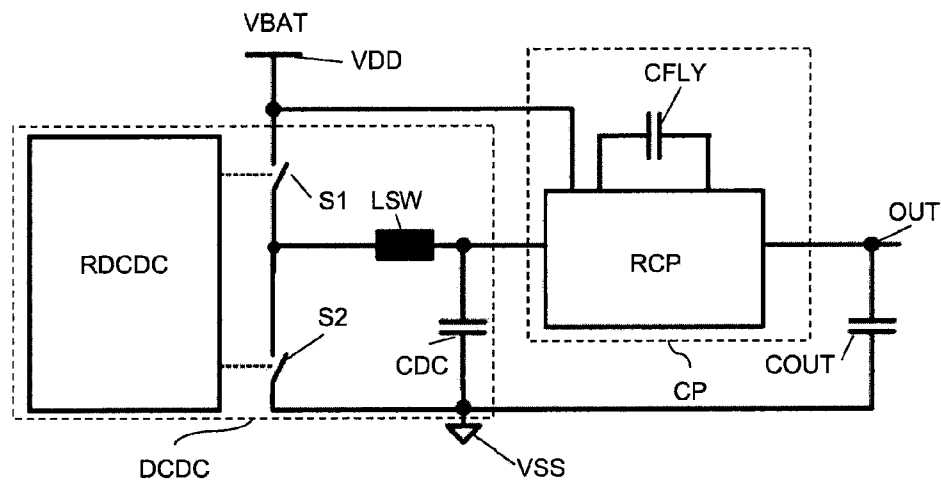 VBAT
VDD
CFLY
S1
LSW
OUT
RDCDC
RCP
S2
CDC
COUT
CP
DCDC
VSS